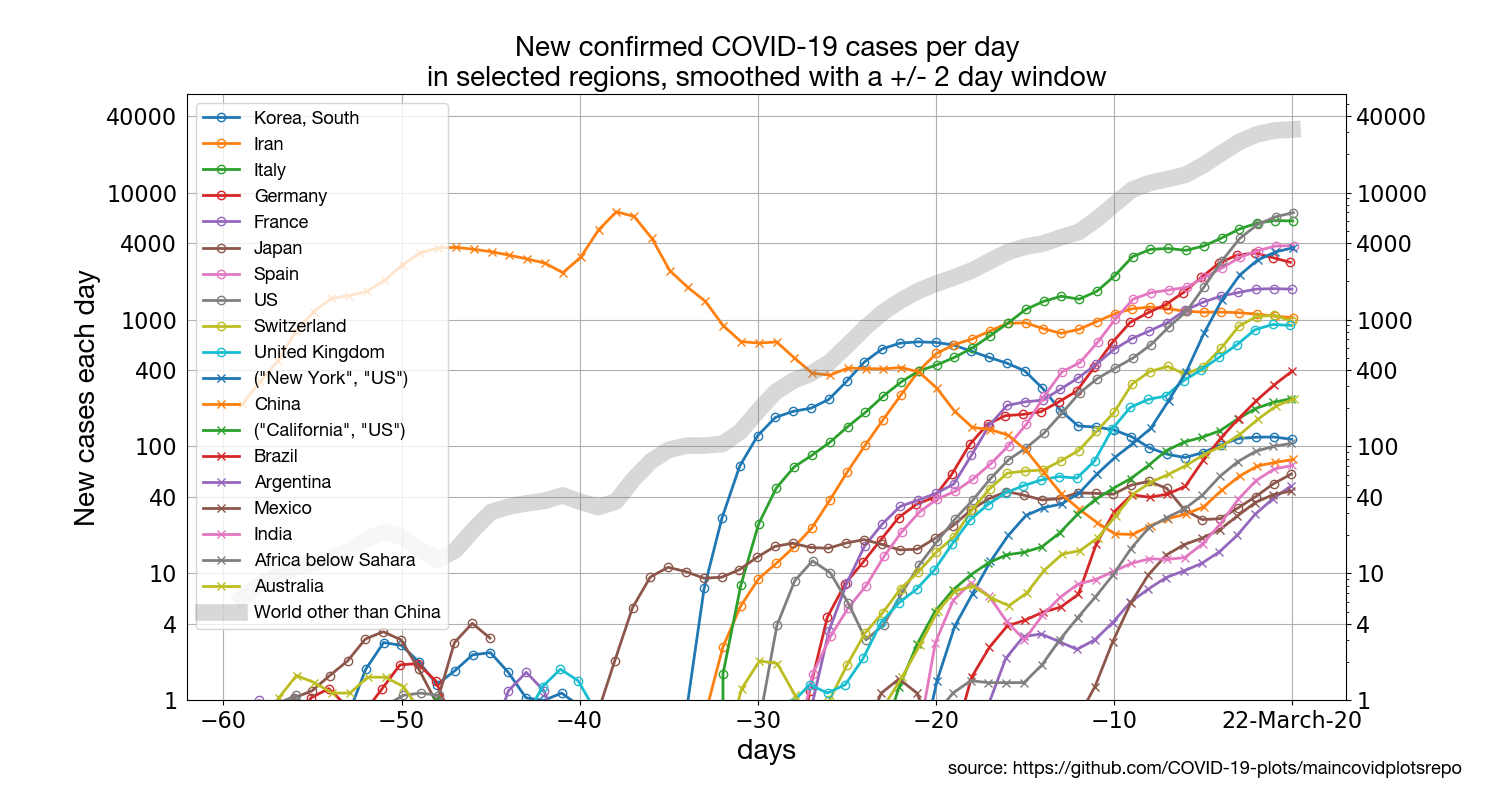 New confirmed COVID-19 cases per day
in selected regions, smoothed with a +/- 2 day window
New cases each day
40000
10000
4000
1000
400
100
40
10
4
1
Korea, South
Iran
Italy
Germany
France
Japan
Spain
US
Switzerland
United Kingdom
("New York", "US")
China
("California", "US")
Brazil
Argentina
Mexico
India
Africa below Sahara
Australia
World other than China
40000
10000
4000
1000
400
100
40
10
4
1
−60 −50 −40 −30 −20 −10 22-March-20
days
source: https://github.com/COVID-19-plots/maincovidplotsrepo